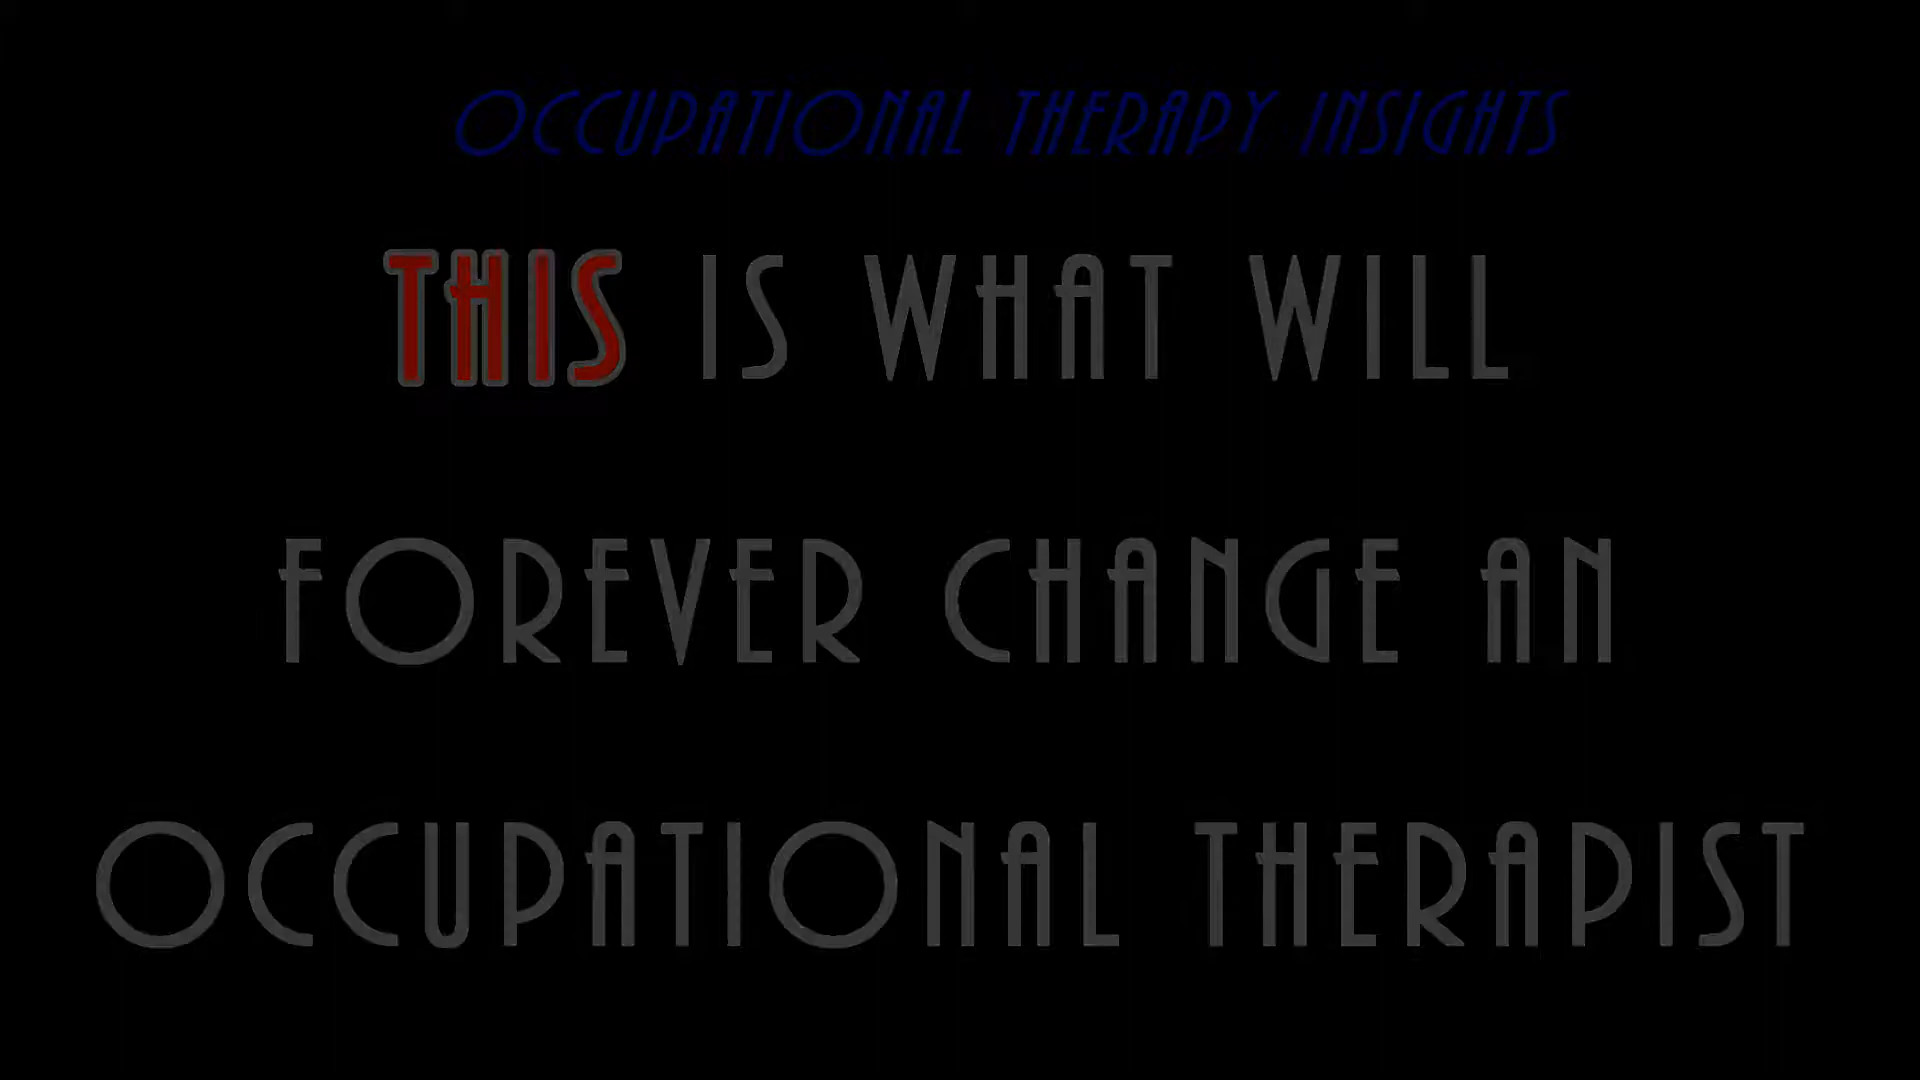 OCCUPATIONAL THERAPY INSIGHTS
THIS IS WHAT WILL
FOREVER CHANGE AN
OCCUPATIONAL THERAPIST